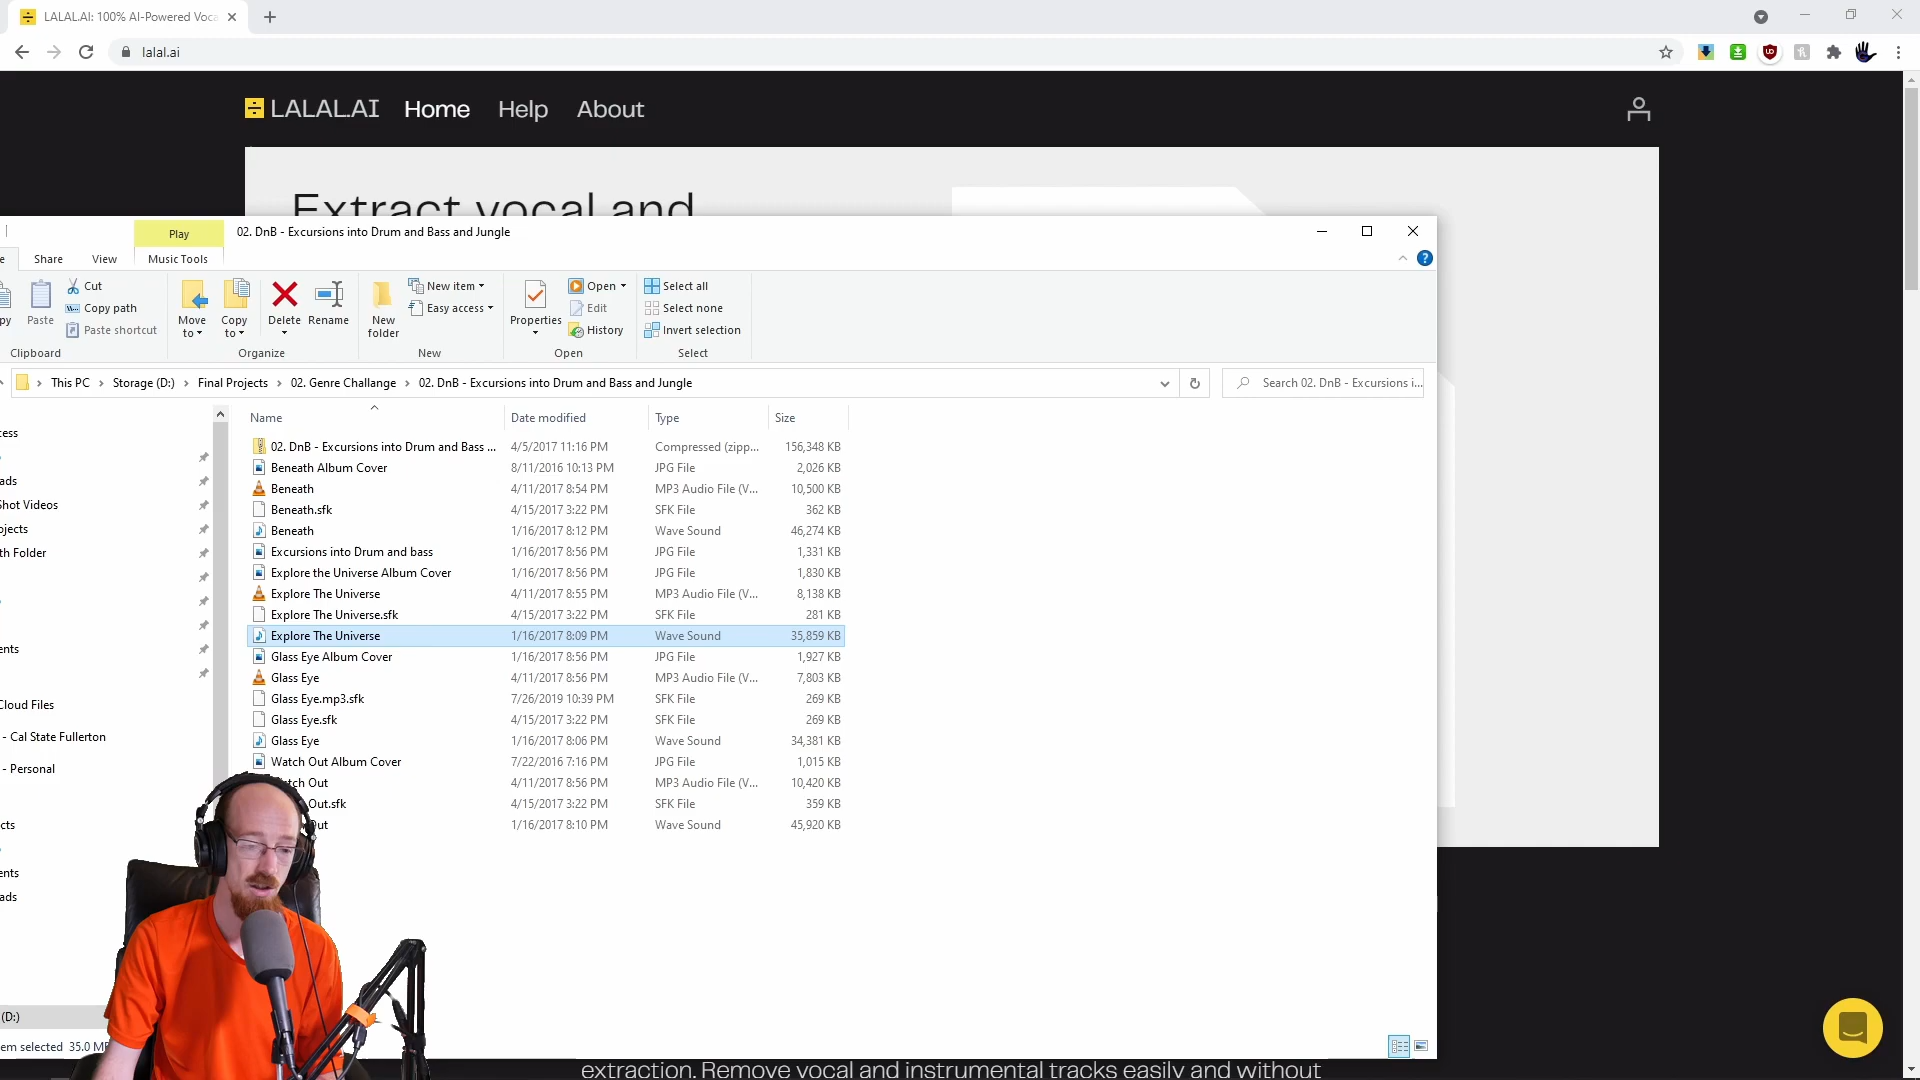 LALAL.AI: 100% AI-Powered Voca
lalal.ai
LALAL.AI Home Help About
Extract vocal and
Play 02. DnB - Excursions into Drum and Bass and Jungle
Share View Music Tools
Paste
Cut
Copy path
Paste shortcut
Clipboard
Move to
Copy to
Delete
Rename
Organize
New folder
New item
Easy access
New
Properties
Open
Edit
History
Open
Select all
Select none
Invert selection
Select
This PC > Storage (D:) > Final Projects > 02. Genre Challange > 02. DnB - Excursions into Drum and Bass and Jungle
Search 02. DnB - Excursions i...
Name Date modified Type Size
02. DnB - Excursions into Drum and Bass ... 4/5/2017 11:16 PM Compressed (zipp... 156,348 KB
Beneath Album Cover 8/11/2016 10:13 PM JPG File 2,026 KB
Beneath 4/11/2017 8:54 PM MP3 Audio File (V... 10,500 KB
Beneath.sfk 4/15/2017 3:22 PM SFK File 362 KB
Beneath 1/16/2017 8:12 PM Wave Sound 46,274 KB
Excursions into Drum and bass 1/16/2017 8:56 PM JPG File 1,331 KB
Explore the Universe Album Cover 1/16/2017 8:56 PM JPG File 1,830 KB
Explore The Universe 4/11/2017 8:55 PM MP3 Audio File (V... 8,138 KB
Explore The Universe.sfk 4/15/2017 3:22 PM SFK File 281 KB
Explore The Universe 1/16/2017 8:09 PM Wave Sound 35,859 KB
Glass Eye Album Cover 1/16/2017 8:56 PM JPG File 1,927 KB
Glass Eye 4/11/2017 8:56 PM MP3 Audio File (V... 7,803 KB
Glass Eye.mp3.sfk 7/26/2019 10:39 PM SFK File 269 KB
Glass Eye.sfk 4/15/2017 3:22 PM SFK File 269 KB
Glass Eye 1/16/2017 8:06 PM Wave Sound 34,381 KB
Watch Out Album Cover 7/22/2016 7:16 PM JPG File 1,015 KB
tch Out 4/11/2017 8:56 PM MP3 Audio File (V... 10,420 KB
Out.sfk 4/15/2017 3:22 PM SFK File 359 KB
Out 1/16/2017 8:10 PM Wave Sound 45,920 KB
cess
ads
Shot Videos
ojects
th Folder
ents
Cloud Files
- Cal State Fullerton
- Personal
cts
ents
ads
(D:)
em selected 35.0 MB
extraction. Remove vocal and instrumental tracks easily and without